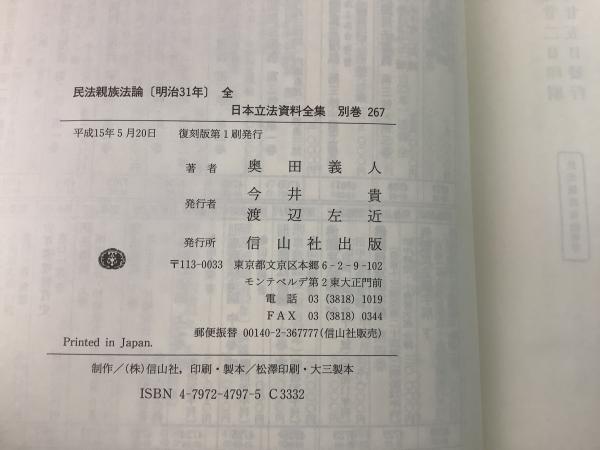 民法親族法論〔明治31年〕 全
日本立法資料全集 別巻 267
平成15年5月20日 復刻版第1刷発行
著者 奥田義人
発行者 今井貴
渡辺左近
発行所 信山社出版
〒113-0033 東京都文京区本郷6-2-9-102
モンテベルデ第2東大正門前
電話 03 (3818) 1019
FAX 03 (3818) 0344
郵便振替 00140-2-367777(信山社販売)
Printed in Japan.
制作/(株)信山社,印刷・製本/松澤印刷・大三製本
ISBN 4-7972-4797-5 C3332